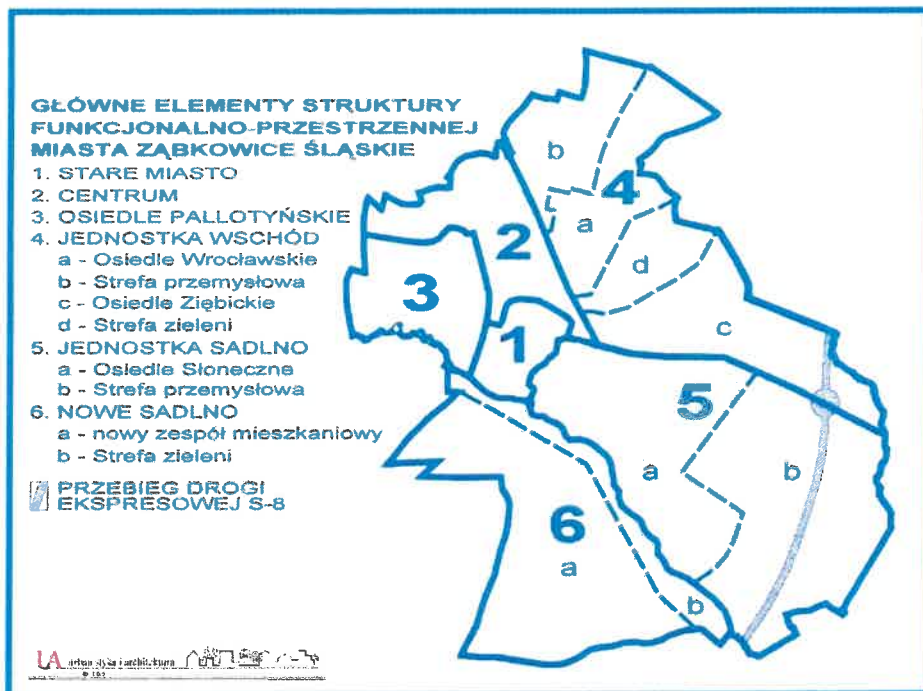 GŁÓWNE ELEMENTY STRUKTURY
FUNKCJONALNO-PRZESTRZENNEJ
MIASTA ZĄBKOWICE ŚLĄSKIE
1. STARE MIASTO
2. CENTRUM
3. OSIEDLE PALLOTYŃSKIE
4. JEDNOSTKA WSCHÓD
a - Osiedle Wrocławskie
b - Strefa przemysłowa
c - Osiedle Ziębickie
d - Strefa zieleni
5. JEDNOSTKA SADLNO
a - Osiedle Słoneczne
b - Strefa przemysłowa
6. NOWE SADLNO
a - nowy zespół mieszkaniowy
b - Strefa zieleni
PRZEBIEG DROGI
EKSPRESOWEJ S-8
b
4
a
2
d
3
c
1
5
a
b
6
a
b
UA